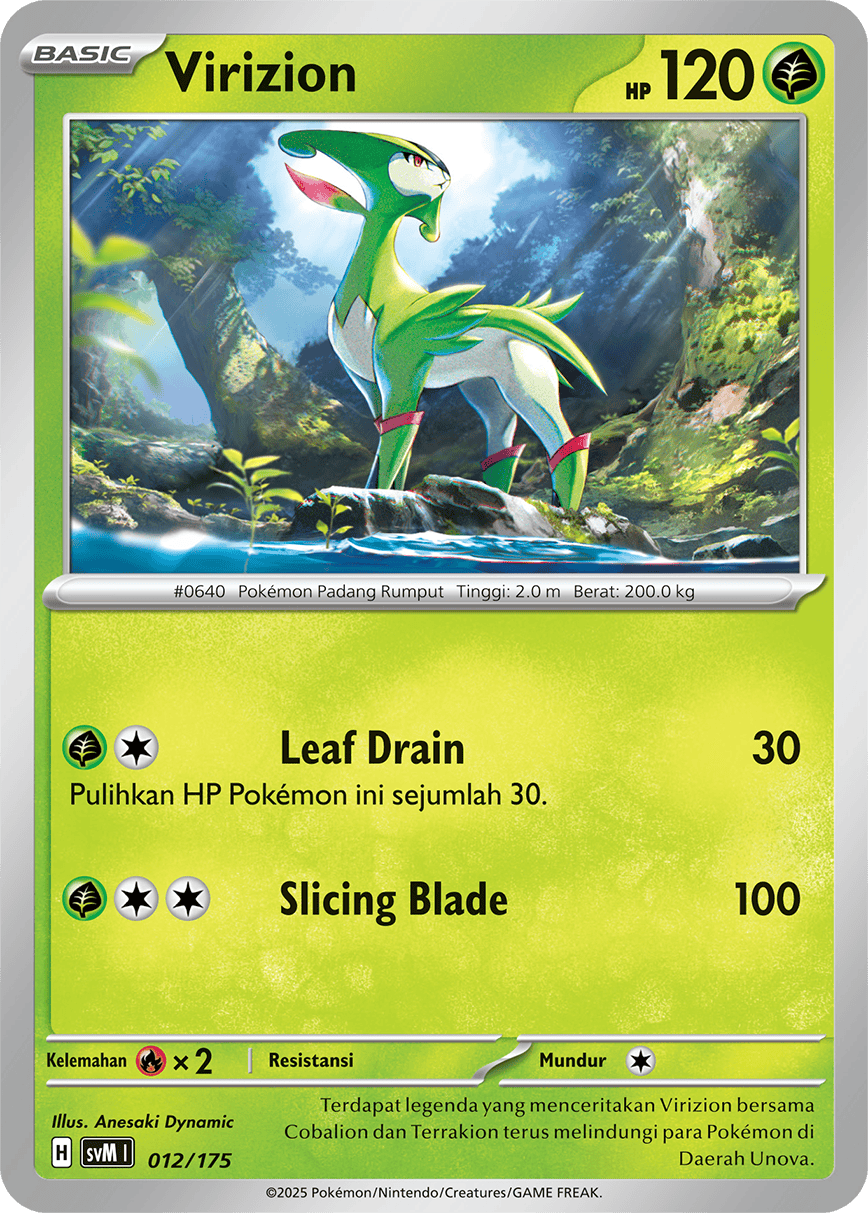 BASIC Virizion HP 120
#0640 Pokémon Padang Rumput Tinggi: 2.0 m Berat: 200.0 kg
Leaf Drain 30
Pulihkan HP Pokémon ini sejumlah 30.
Slicing Blade 100
Kelemahan × 2 Resistansi Mundur
Illus. Anesaki Dynamic
H svM I 012/175
Terdapat legenda yang menceritakan Virizion bersama
Cobalion dan Terrakion terus melindungi para Pokémon di
Daerah Unova.
©2025 Pokémon/Nintendo/Creatures/GAME FREAK.